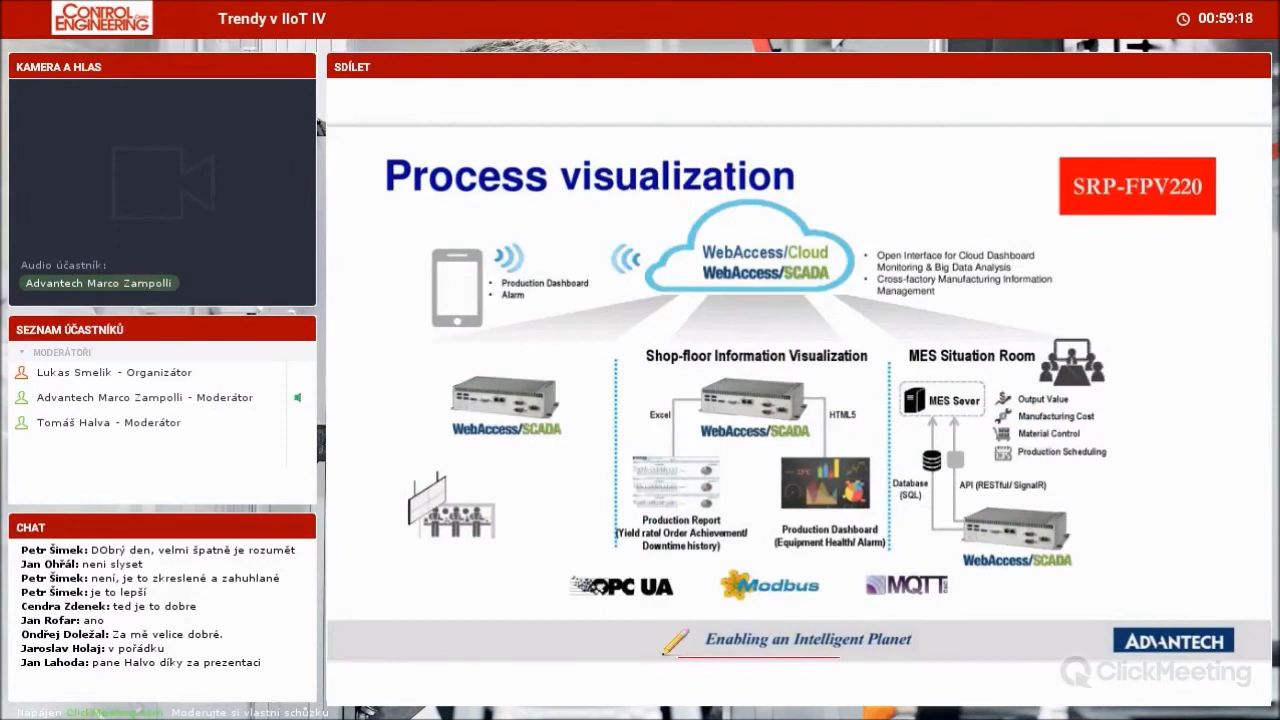 CONTROL
ENGINEERING
Trendy v IIoT IV
00:59:18
KAMERA A HLAS
Audio účastník:
Advantech Marco Zampolli
SEZNAM ÚČASTNÍKŮ
MODERÁTOŘI
Lukas Smelik - Organizátor
Advantech Marco Zampolli - Moderátor
Tomáš Halva - Moderátor
CHAT
Petr Šimek: DObrý den, velmi špatně je rozumět
Jan Ohřál: neni slyset
Petr Šimek: není, je to zkreslené a zahuhlané
Petr Šimek: je to lepší
Cendra Zdenek: ted je to dobre
Jan Rofar: ano
Ondřej Doležal: Za mě velice dobré.
Jaroslav Holaj: v pořádku
Jan Lahoda: pane Halvo díky za prezentaci
Napájen ClickMeeting.com Moderujte si vlastní schůzku
SDÍLET
Process visualization
SRP-FPV220
WebAccess/Cloud
WebAccess/SCADA
• Production Dashboard
• Alarm
• Open Interface for Cloud Dashboard
Monitoring & Big Data Analysis
• Cross-factory Manufacturing Information
Management
WebAccess/SCADA
Shop-floor Information Visualization
Excel
HTML5
WebAccess/SCADA
Production Report
(Yield rate/ Order Achievement/
Downtime history)
Production Dashboard
(Equipment Health/ Alarm)
MES Situation Room
MES Sever
Output Value
Manufacturing Cost
Material Control
Production Scheduling
Database
(SQL)
API (RESTful/ SignalR)
WebAccess/SCADA
OPC UA
Modbus
MQTT
Enabling an Intelligent Planet
ADVANTECH
ClickMeeting